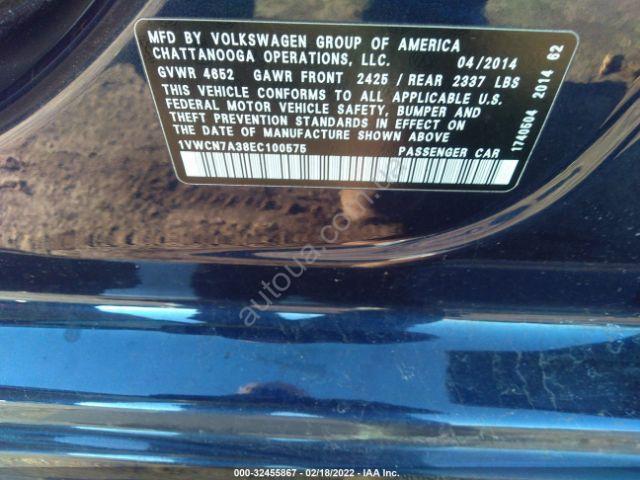 MFD BY VOLKSWAGEN GROUP OF AMERICA
CHATTANOOGA OPERATIONS, LLC. 04/2014
GVWR 4652 GAWR FRONT 2425 / REAR 2337 LBS
THIS VEHICLE CONFORMS TO ALL APPLICABLE U.S.
FEDERAL MOTOR VEHICLE SAFETY, BUMPER AND
THEFT PREVENTION STANDARDS IN EFFECT ON
THE DATE OF MANUFACTURE SHOWN ABOVE
1VWCN7A38EC100575 PASSENGER CAR
1740504 2014 62
autoua.com.ua
000-32455867 - 02/18/2022 - IAA Inc.